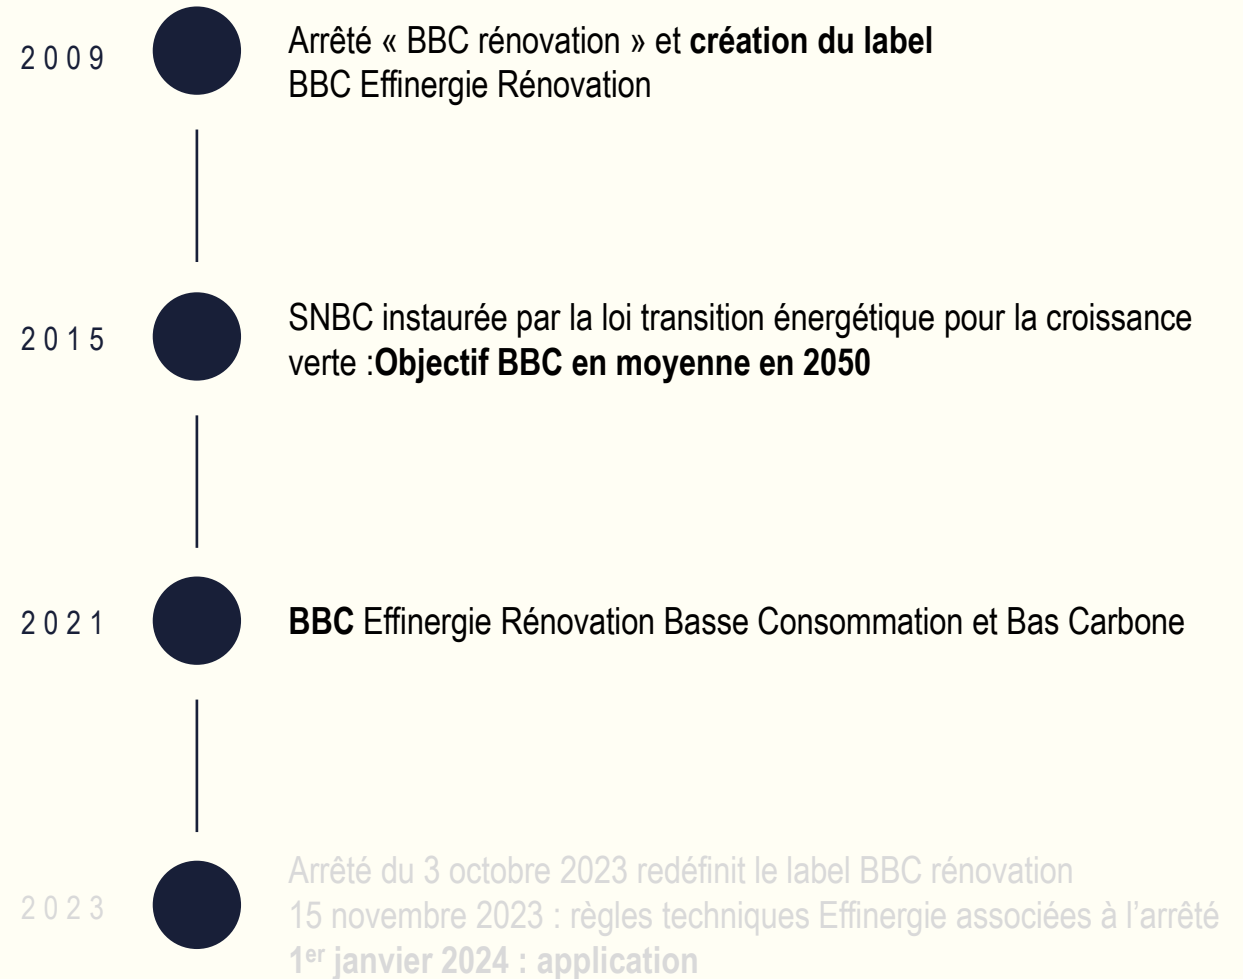 2009
Arrêté « BBC rénovation » et création du label
BBC Effinergie Rénovation
2015
SNBC instaurée par la loi transition énergétique pour la croissance
verte :Objectif BBC en moyenne en 2050
2021
BBC Effinergie Rénovation Basse Consommation et Bas Carbone
2023
Arrêté du 3 octobre 2023 redéfinit le label BBC rénovation
15 novembre 2023 : règles techniques Effinergie associées à l’arrêté
1er janvier 2024 : application